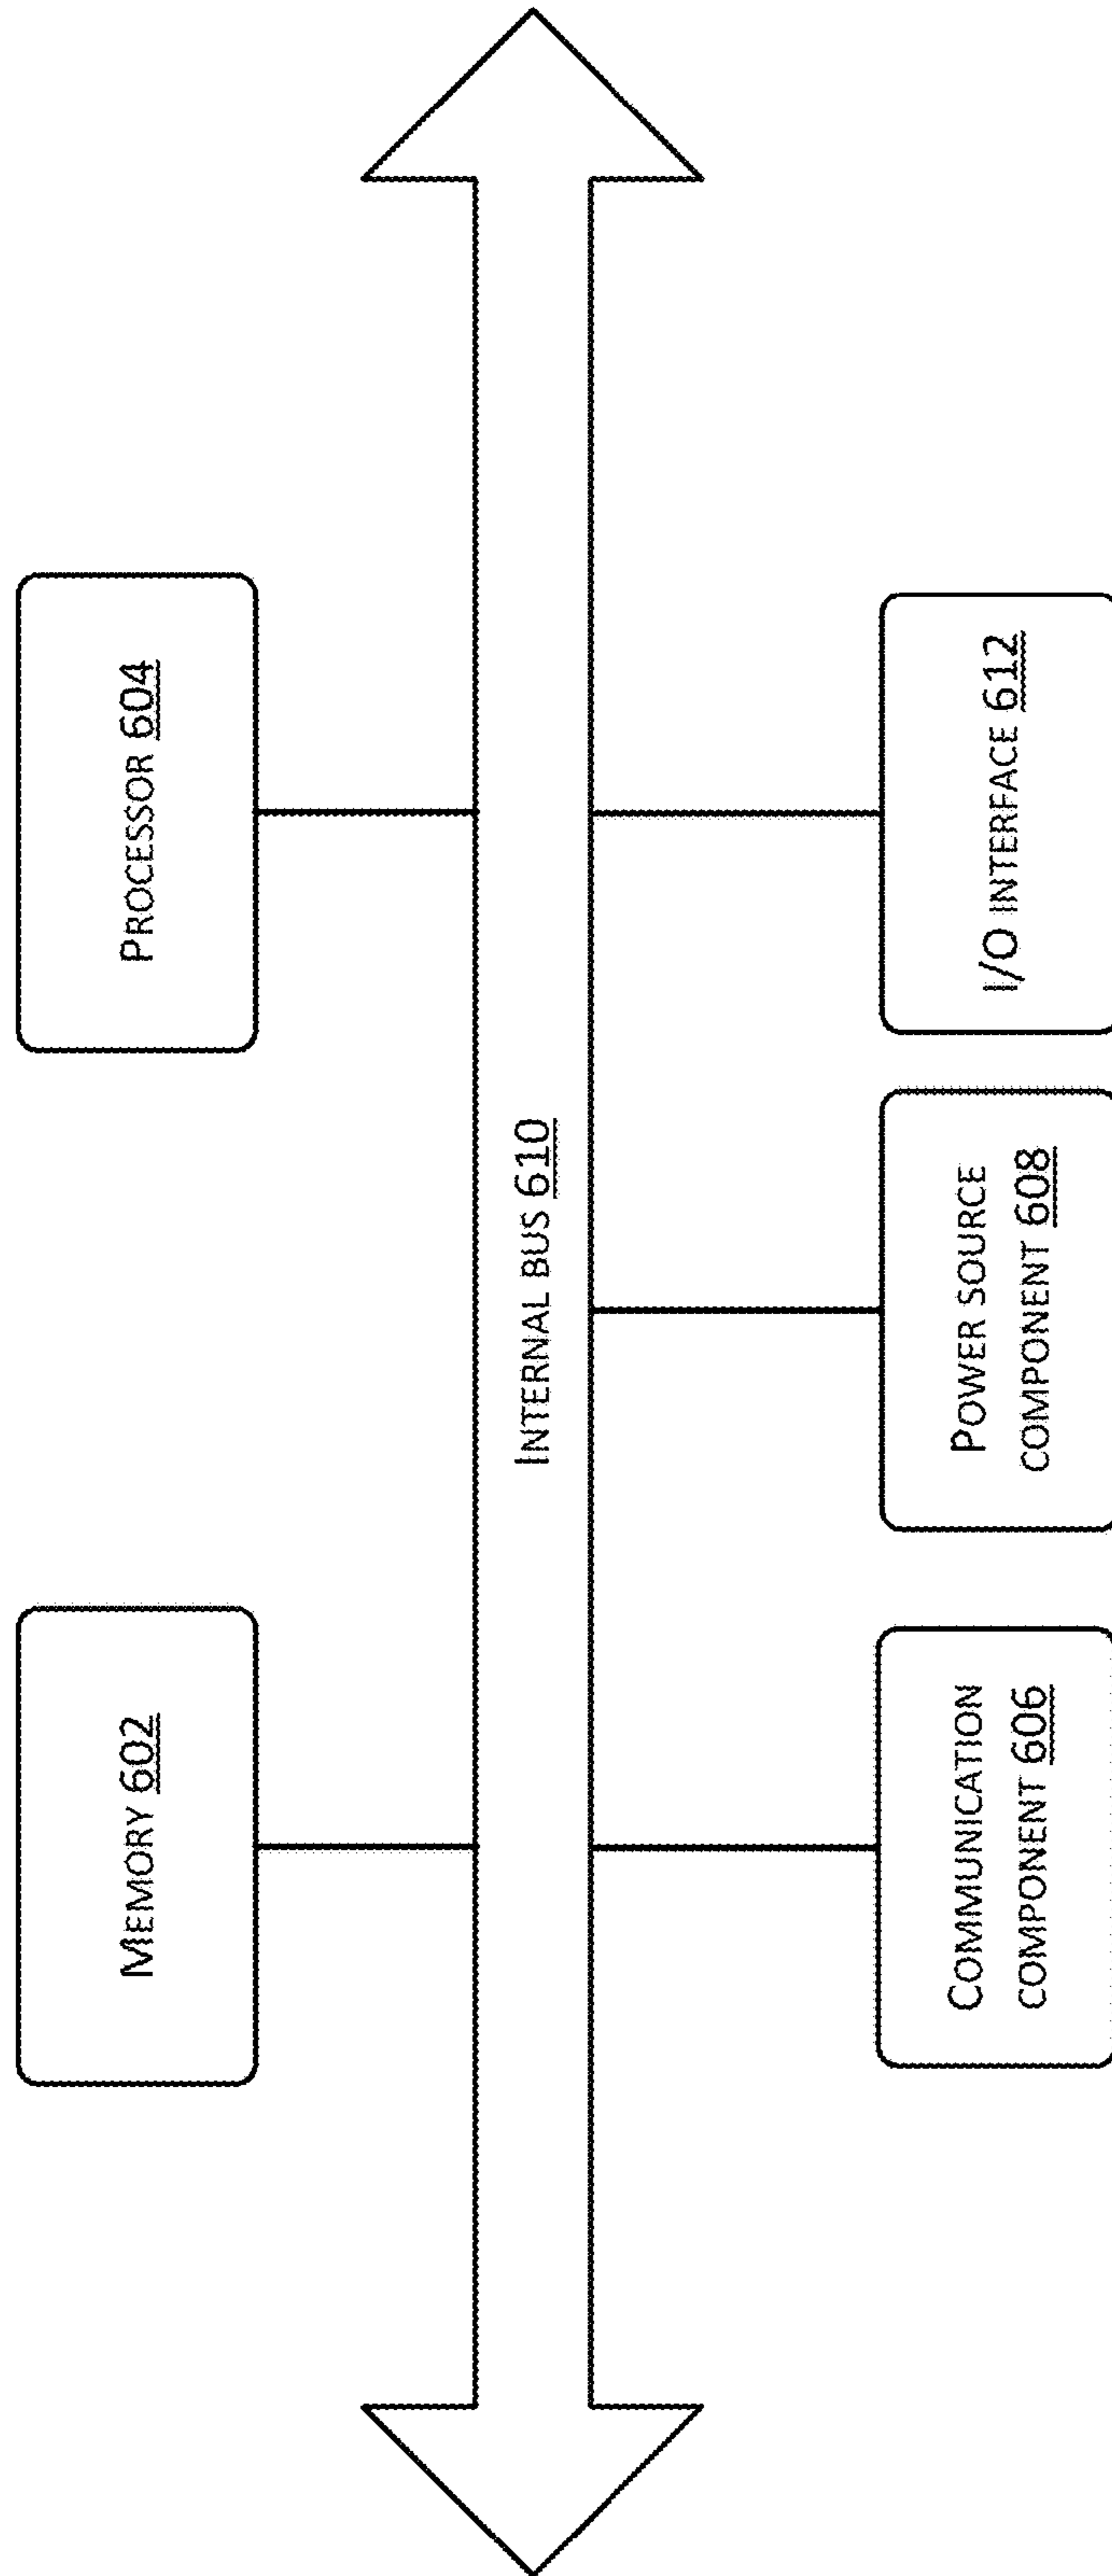 MEMORY 602
PROCESSOR 604
INTERNAL BUS 610
COMMUNICATION
COMPONENT 606
POWER SOURCE
COMPONENT 608
I/O INTERFACE 612